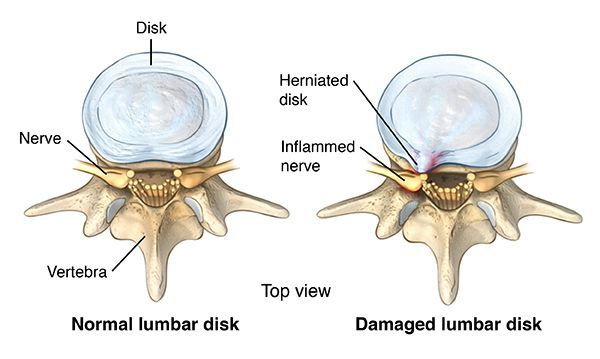 Disk
Nerve
Vertebra
Normal lumbar disk
Herniated
disk
Inflammed
nerve
Top view
Damaged lumbar disk